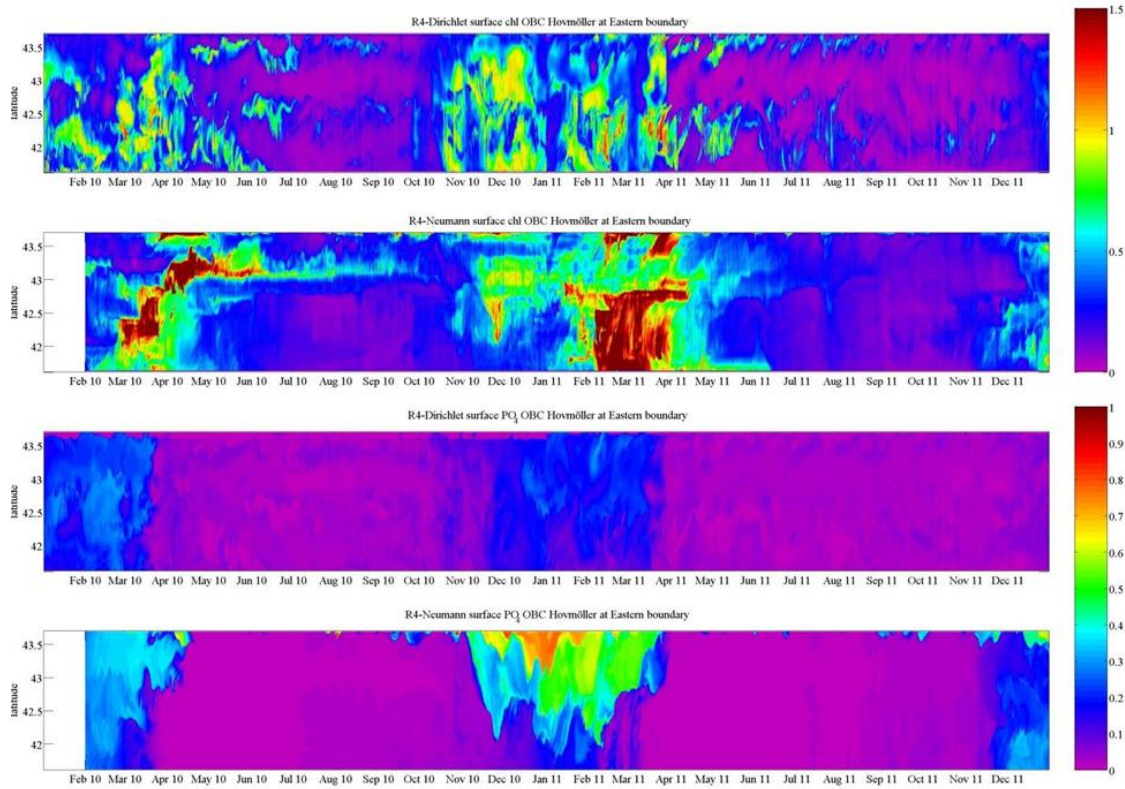 R4-Dirichlet surface chl OBC Hovmöller at Eastern boundary
1.5
1
0.5
0
latitude
43.5
43
42.5
42
Feb 10 Mar 10 Apr 10 May 10 Jun 10 Jul 10 Aug 10 Sep 10 Oct 10 Nov 10 Dec 10 Jan 11 Feb 11 Mar 11 Apr 11 May 11 Jun 11 Jul 11 Aug 11 Sep 11 Oct 11 Nov 11 Dec 11
R4-Neumann surface chl OBC Hovmöller at Eastern boundary
latitude
43.5
43
42.5
42
Feb 10 Mar 10 Apr 10 May 10 Jun 10 Jul 10 Aug 10 Sep 10 Oct 10 Nov 10 Dec 10 Jan 11 Feb 11 Mar 11 Apr 11 May 11 Jun 11 Jul 11 Aug 11 Sep 11 Oct 11 Nov 11 Dec 11
R4-Dirichlet surface PO4 OBC Hovmöller at Eastern boundary
1
0.9
0.8
0.7
0.6
0.5
0.4
0.3
0.2
0.1
0
latitude
43.5
43
42.5
42
Feb 10 Mar 10 Apr 10 May 10 Jun 10 Jul 10 Aug 10 Sep 10 Oct 10 Nov 10 Dec 10 Jan 11 Feb 11 Mar 11 Apr 11 May 11 Jun 11 Jul 11 Aug 11 Sep 11 Oct 11 Nov 11 Dec 11
R4-Neumann surface PO4 OBC Hovmöller at Eastern boundary
latitude
43.5
43
42.5
42
Feb 10 Mar 10 Apr 10 May 10 Jun 10 Jul 10 Aug 10 Sep 10 Oct 10 Nov 10 Dec 10 Jan 11 Feb 11 Mar 11 Apr 11 May 11 Jun 11 Jul 11 Aug 11 Sep 11 Oct 11 Nov 11 Dec 11